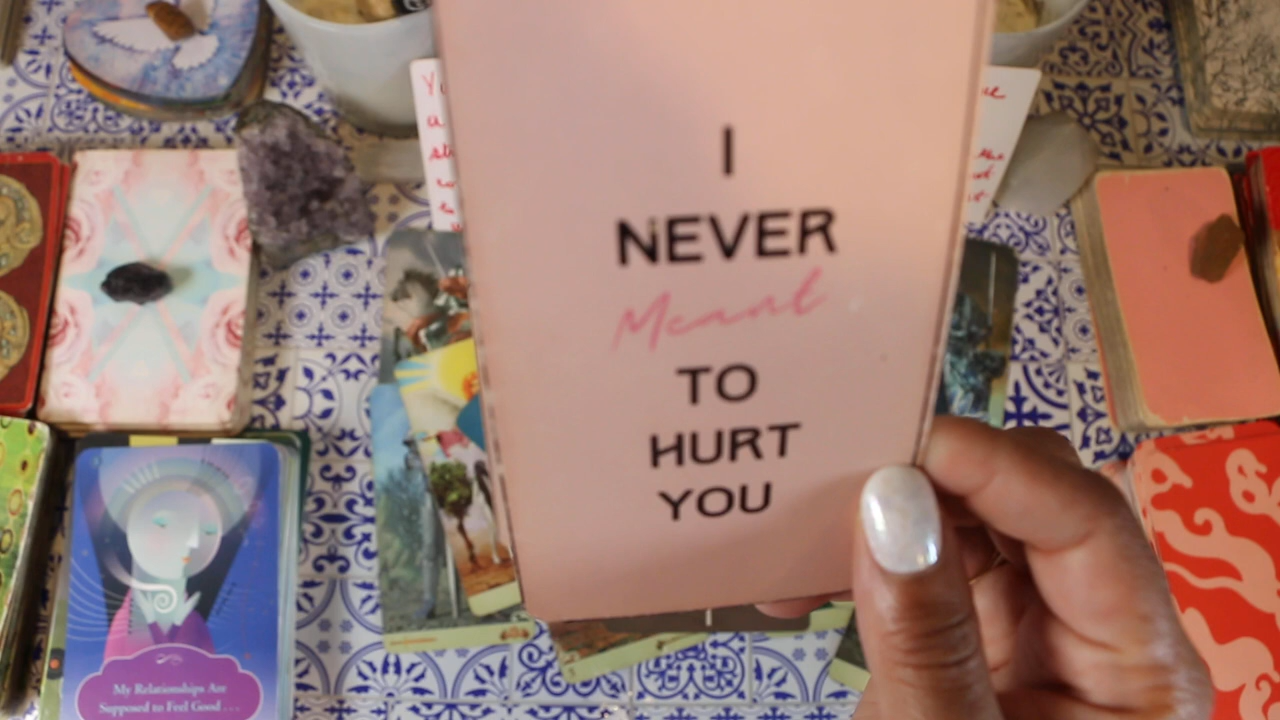 I
NEVER
Meant
TO
HURT
YOU
My Relationships Are
Supposed to Feel Good ...